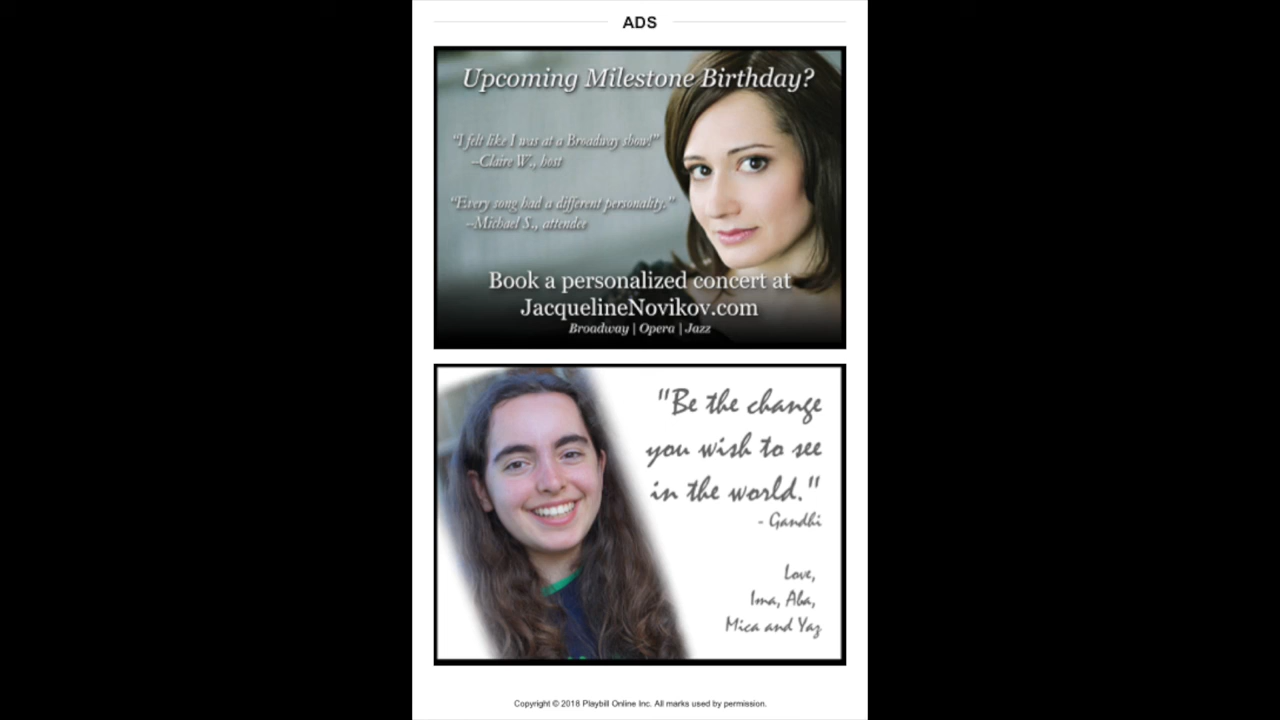 ADS
Upcoming Milestone Birthday?
"I felt like I was at a Broadway show!"
–Claire W., host
"Every song had a different personality."
–Michael S., attendee
Book a personalized concert at
JacquelineNovikov.com
Broadway | Opera | Jazz
"Be the change
you wish to see
in the world."
- Gandhi
Love,
Ima, Aba,
Mica and Yaz
Copyright © 2018 Playbill Online Inc. All marks used by permission.